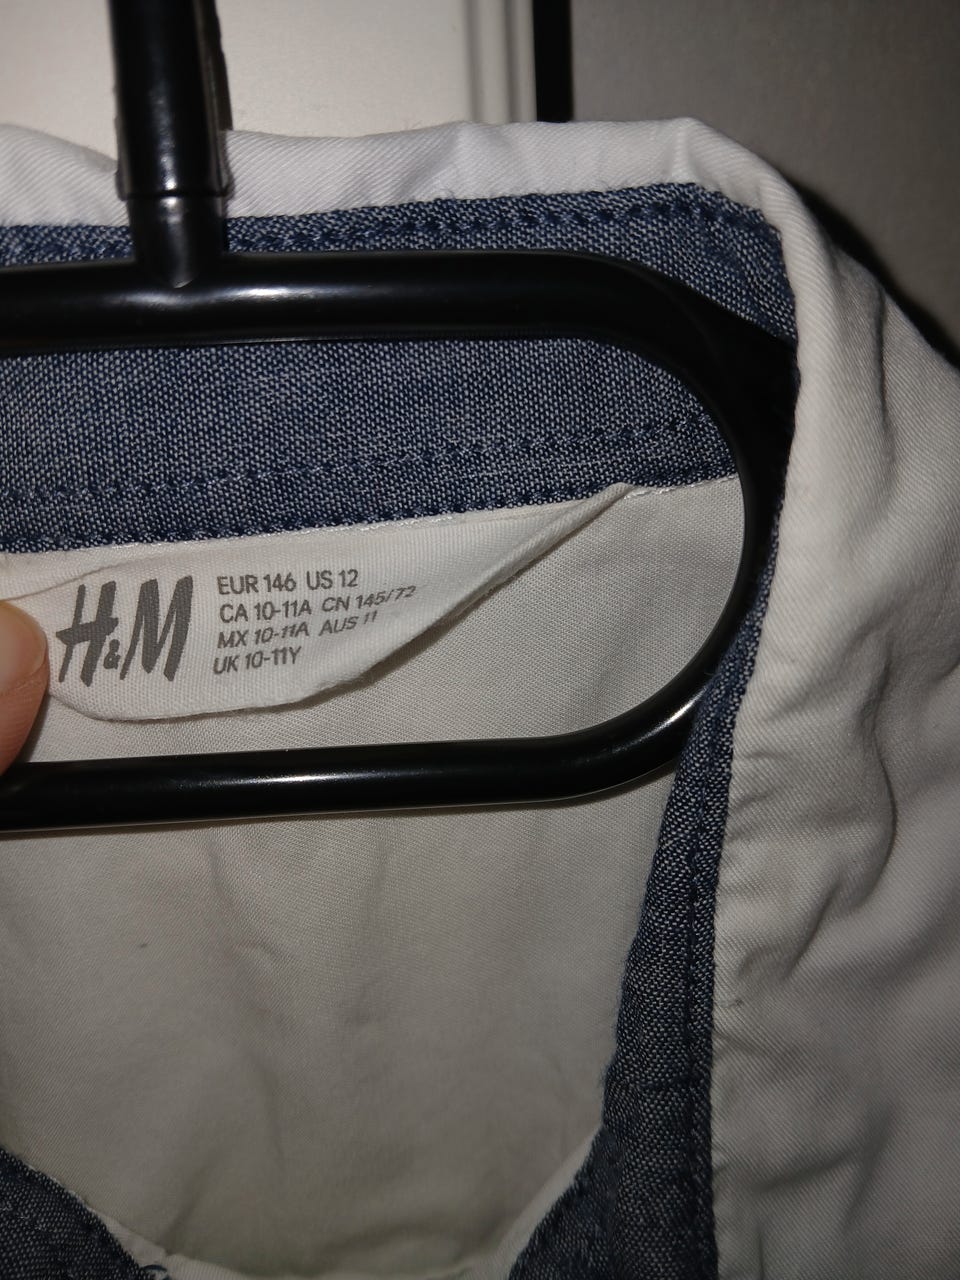 H&M
EUR 146 US 12
CA 10-11A CN 145/72
MX 10-11A AUS 11
UK 10-11Y